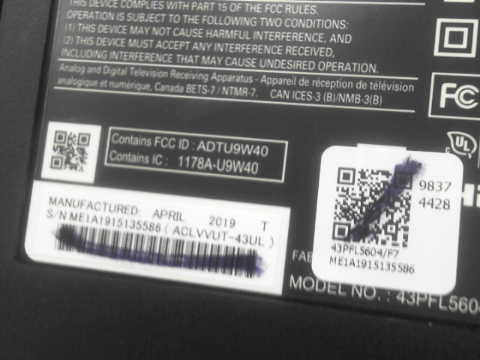 THIS DEVICE COMPLIES WITH PART 15 OF THE FCC RULES.
OPERATION IS SUBJECT TO THE FOLLOWING TWO CONDITIONS:
(1) THIS DEVICE MAY NOT CAUSE HARMFUL INTERFERENCE, AND
(2) THIS DEVICE MUST ACCEPT ANY INTERFERENCE RECEIVED,
INCLUDING INTERFERENCE THAT MAY CAUSE UNDESIRED OPERATION.
Analog and Digital Television Receiving Apparatus - Appareil de réception de télévision
analogique et numérique, Canada BETS-7 / NTMR-7. CAN ICES-3 (B)/NMB-3(B)
FC
UL
Contains FCC ID : ADTU9W40
Contains IC : 1178A-U9W40
9837
4428
MANUFACTURED: APRIL 2019 T
S/N ME1A1915135586 ( ACLVVUT-43UL )
43PFL5604/F7
ME1A1915135586
MODEL NO. : 43PFL5604